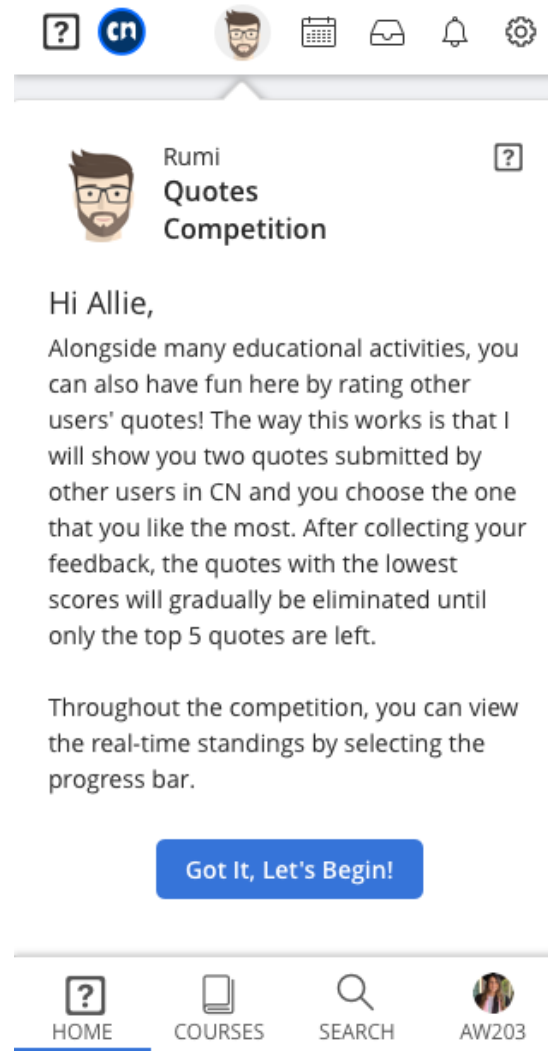 ?
cn
Rumi
?
Quotes
Competition
Hi Allie,
Alongside many educational activities, you
can also have fun here by rating other
users' quotes! The way this works is that I
will show you two quotes submitted by
other users in CN and you choose the one
that you like the most. After collecting your
feedback, the quotes with the lowest
scores will gradually be eliminated until
only the top 5 quotes are left.
Throughout the competition, you can view
the real-time standings by selecting the
progress bar.
Got It, Let's Begin!
?
HOME
COURSES
SEARCH
AW203